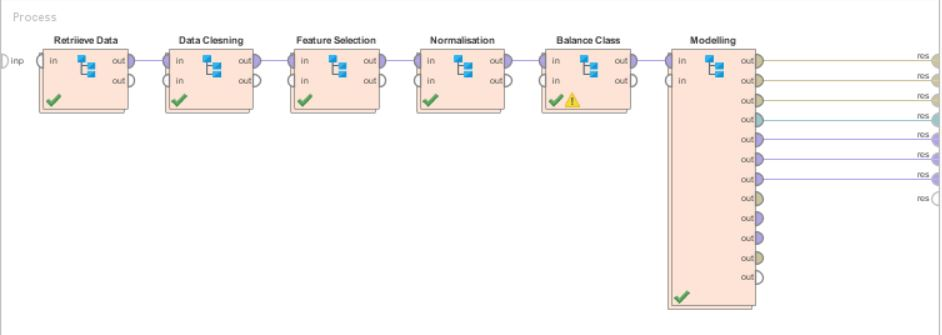 Process
Retriieve Data
Data Clesning
Feature Selection
Normalisation
Balance Class
Modelling
inp
in out
in out
in out
in out
in out
in out
in out
in out
in out
in out
in out
in
out
out
out
out
out
out
out
out
out
out
out
res
res
res
res
res
res
res
res